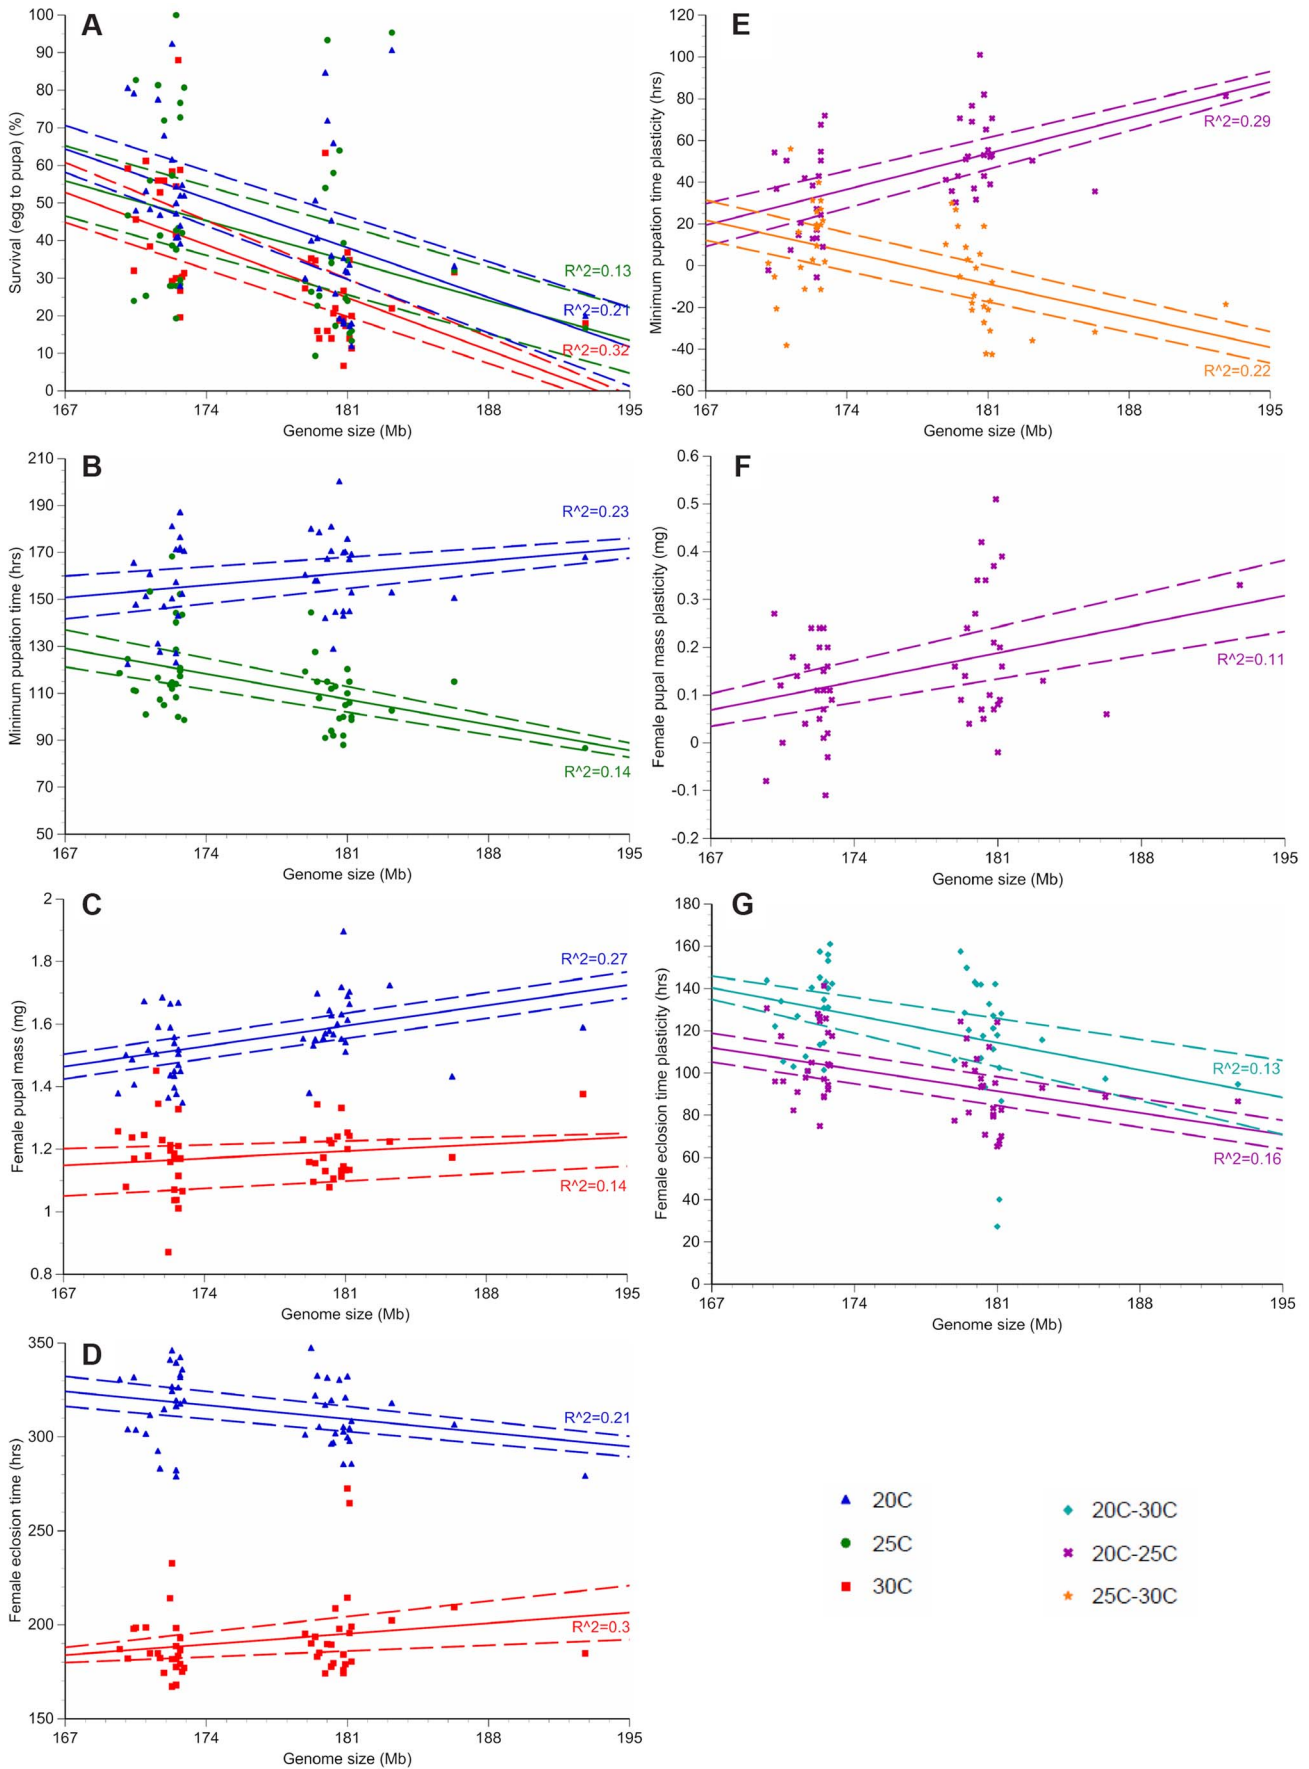 A
Survival (egg to pupa) (%)
100
90
80
70
60
50
40
30
20
10
0
R^2=0.13
R^2=0.21
R^2=0.32
167
174
181
188
195
Genome size (Mb)
B
Minimum pupation time (hrs)
210
190
170
150
130
110
90
70
50
R^2=0.23
R^2=0.14
167
174
181
188
195
Genome size (Mb)
C
Female pupal mass (mg)
2
1.8
1.6
1.4
1.2
1
0.8
R^2=0.27
R^2=0.14
167
174
181
188
195
Genome size (Mb)
D
Female eclosion time (hrs)
350
300
250
200
150
R^2=0.21
R^2=0.3
167
174
181
188
195
Genome size (Mb)
E
Minimum pupation time plasticity (hrs)
120
100
80
60
40
20
0
-20
-40
-60
R^2=0.29
R^2=0.22
167
174
181
188
195
Genome size (Mb)
F
Female pupal mass plasticity (mg)
0.6
0.5
0.4
0.3
0.2
0.1
0
-0.1
-0.2
R^2=0.11
167
174
181
188
195
Genome size (Mb)
G
Female eclosion time plasticity (hrs)
180
160
140
120
100
80
60
40
20
0
R^2=0.13
R^2=0.16
167
174
181
188
195
Genome size (Mb)
20C
25C
30C
20C-30C
20C-25C
25C-30C